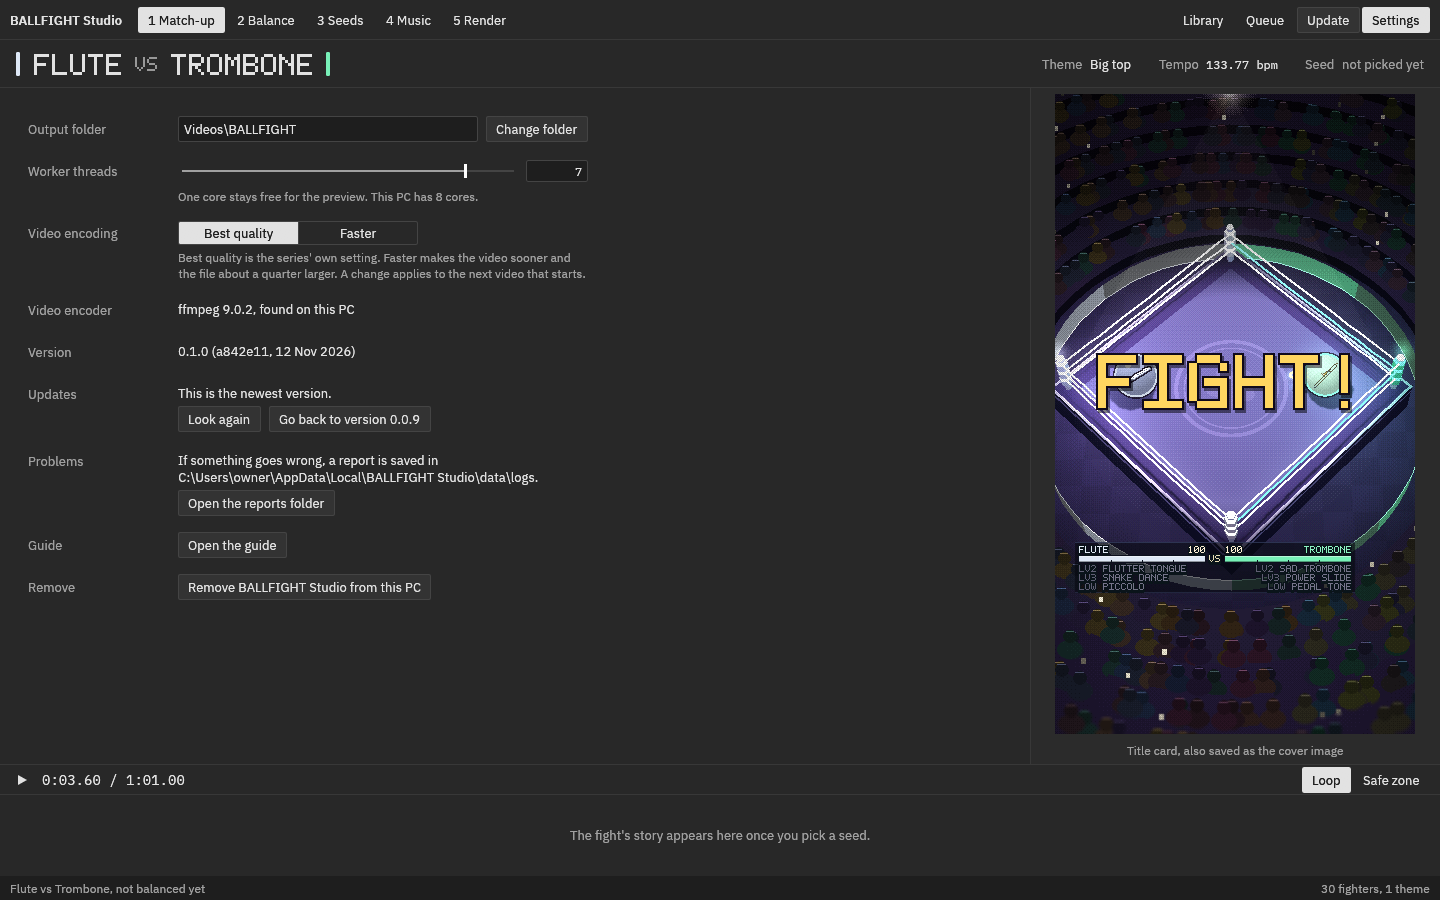 BALLFIGHT Studio 1 Match-up 2 Balance 3 Seeds 4 Music 5 Render Library Queue Update Settings
FLUTE VS TROMBONE Theme Big top Tempo 133.77 bpm Seed not picked yet
Output folder Videos\BALLFIGHT Change folder
Worker threads 7
One core stays free for the preview. This PC has 8 cores.
Video encoding Best quality Faster
Best quality is the series' own setting. Faster makes the video sooner and
the file about a quarter larger. A change applies to the next video that starts.
Video encoder ffmpeg 9.0.2, found on this PC
Version 0.1.0 (a842e11, 12 Nov 2026)
Updates This is the newest version.
Look again Go back to version 0.0.9
Problems If something goes wrong, a report is saved in
C:\Users\owner\AppData\Local\BALLFIGHT Studio\data\logs.
Open the reports folder
Guide Open the guide
Remove Remove BALLFIGHT Studio from this PC
FIGHT!
FLUTE 100 VS 100 TROMBONE
LV2 FLUTTER TONGUE LV2 SAD TROMBONE
LV3 SNAKE DANCE LV3 POWER SLIDE
LOW PICCOLO LOW PEDAL TONE
Title card, also saved as the cover image
0:03.60 / 1:01.00 Loop Safe zone
The fight's story appears here once you pick a seed.
Flute vs Trombone, not balanced yet 30 fighters, 1 theme